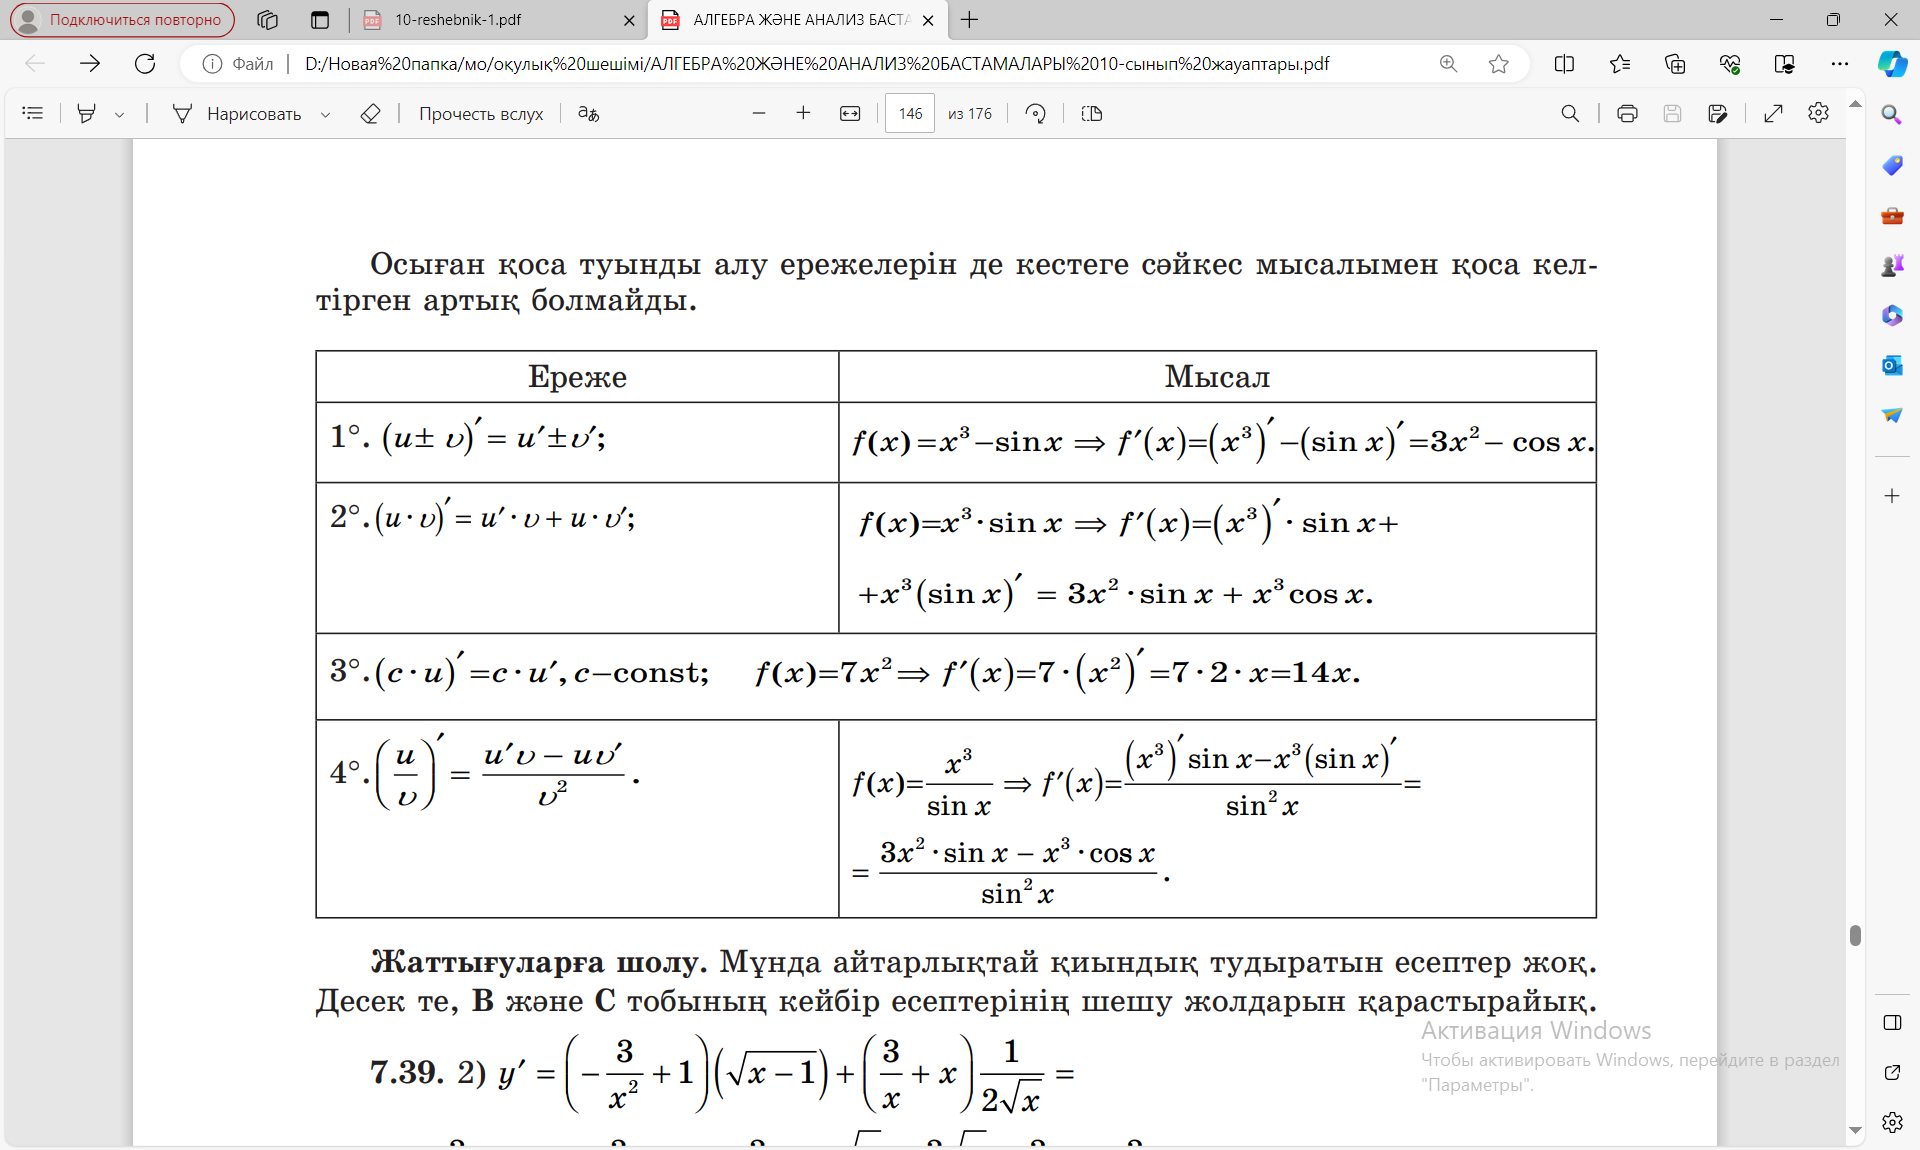 Подключиться повторно
10-reshebnik-1.pdf
АЛГЕБРА ЖӘНЕ АНАЛИЗ БАСТА
Файл
D:/Новая%20папка/мо/оқулық%20шешімі/АЛГЕБРА%20ЖӘНЕ%20АНАЛИЗ%20БАСТАМАЛАРЫ%2010-сынып%20жауаптары.pdf
Нарисовать
Прочесть вслух
аあ
146 из 176
Осыған қоса туынды алу ережелерін де кестеге сәйкес мысалымен қоса кел-
тірген артық болмайды.
Ереже
Мысал
1°. (u± υ)′ = u′±υ′;
f(x) =x³−sinx ⇒ f′(x)=(x³)′−(sin x)′=3x²− cos x.
2°.(u · υ)′ = u′ · υ + u · υ′;
f(x)=x³·sin x ⇒ f′(x)=(x³)′· sin x+
+x³(sin x)′ = 3x²·sin x + x³cos x.
3°.(c·u)′=c·u′, c−const; f(x)=7x²⇒ f′(x)=7·(x²)′=7·2·x=14x.
4°.(u/υ)′ = (u′υ − uυ′)/υ².
f(x)=x³/sin x ⇒ f′(x)=((x³)′sin x−x³(sin x)′)/sin² x=
= (3x²·sin x − x³·cos x)/sin² x.
Жаттығуларға шолу. Мұнда айтарлықтай қиындық тудыратын есептер жоқ.
Десек те, В және С тобының кейбір есептерінің шешу жолдарын қарастырайық.
7.39. 2) y′ = (−3/x² +1)(√(x−1))+(3/x + x) 1/(2√x) =
Активация Windows
Чтобы активировать Windows, перейдите в раздел
"Параметры".